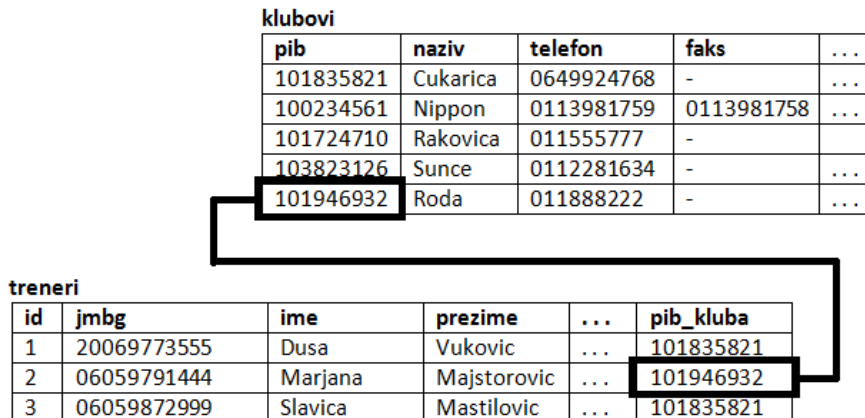 klubovi
pib naziv telefon faks ...
101835821 Cukarica 0649924768 - ...
100234561 Nippon 0113981759 0113981758 ...
101724710 Rakovica 011555777 -
103823126 Sunce 0112281634 - ...
101946932 Roda 011888222 - ...
treneri
id jmbg ime prezime ... pib_kluba
1 20069773555 Dusa Vukovic ... 101835821
2 06059791444 Marjana Majstorovic ... 101946932
3 06059872999 Slavica Mastilovic ... 101835821